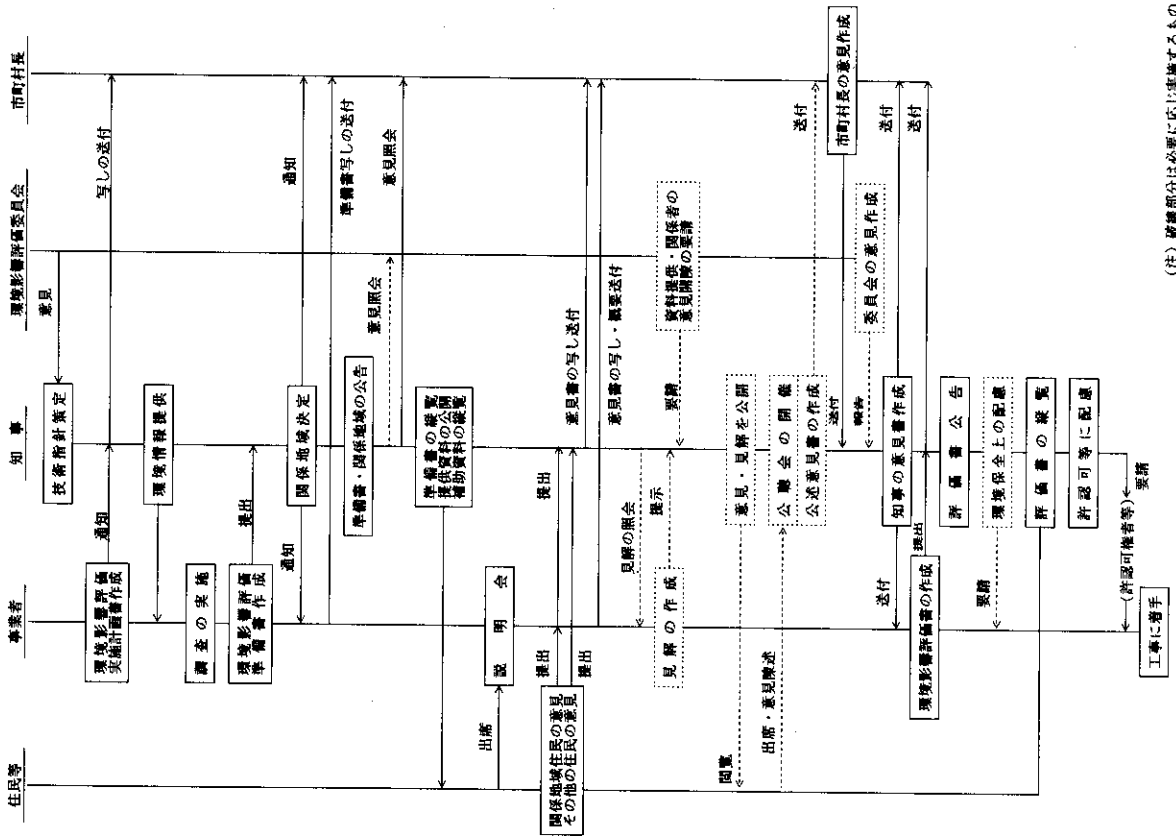 住民等
事業者
知事
環境影響評価委員会
市町村長
意見
技術指針策定
環境影響評価
実施計画書作成
通知
写しの送付
環境情報提供
調査の実施
環境影響評価
準備書作成
提出
関係地域決定
通知
通知
準備書写しの送付
準備書・関係地域の公告
意見照会
意見照会
準備書の縦覧
提供資料の公開
補助資料の縦覧
出席
説明会
関係地域住民の意見
その他の住民の意見
提出
提出
提出
提出
意見書の写し送付
意見書の写し・概要送付
見解の照会
見解の作成
提示
要請
資料提供・関係者の
意見開陳の要請
意見,見解を公開
閲覧
公聴会の開催
出席・意見陳述
公述意見書の作成
送付
市町村長の意見作成
送付
委員会の意見作成
報告
知事の意見書作成
送付
送付
環境影響評価書の作成
提出
送付
評価書公告
環境保全上の配慮
要請
評価書の縦覧
許認可等に配慮
(許認可権者等)
要請
工事に着手
(注)破線部分は必要に応じ実施するもの